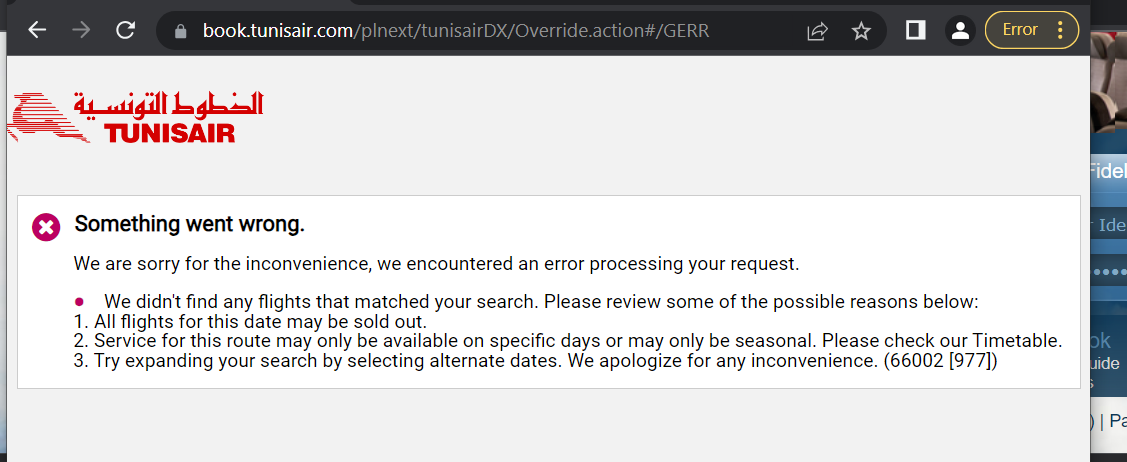 book.tunisair.com/plnext/tunisairDX/Override.action#/GERR
Error
الخطوط التونسية
TUNISAIR
Something went wrong.
We are sorry for the inconvenience, we encountered an error processing your request.
• We didn't find any flights that matched your search. Please review some of the possible reasons below:
1. All flights for this date may be sold out.
2. Service for this route may only be available on specific days or may only be seasonal. Please check our Timetable.
3. Try expanding your search by selecting alternate dates. We apologize for any inconvenience. (66002 [977])
) | Pa